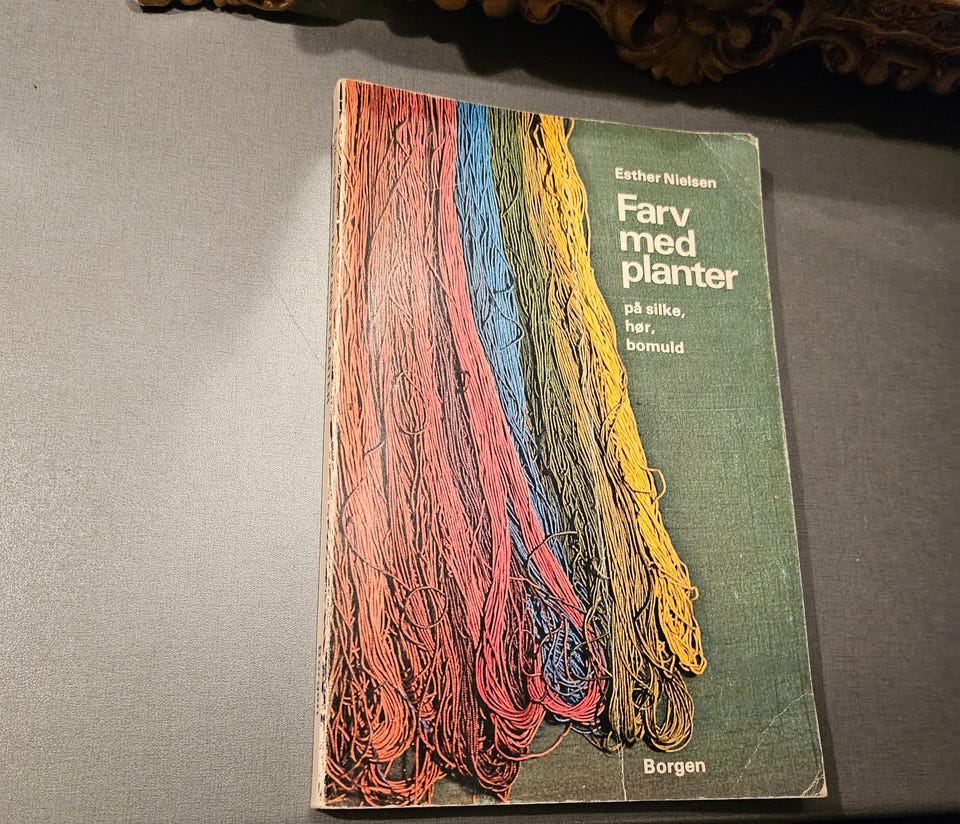 Esther Nielsen
Farv
med
planter
på silke,
hør,
bomuld
Borgen